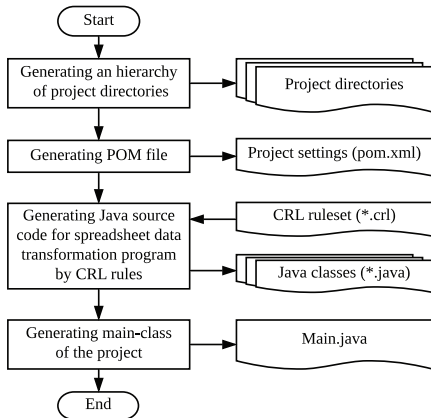 Start
Generating an hierarchy
of project directories
Project directories
Generating POM file
Project settings (pom.xml)
Generating Java source
code for spreadsheet data
transformation program
by CRL rules
CRL ruleset (*.crl)
Java classes (*.java)
Generating main-class
of the project
Main.java
End